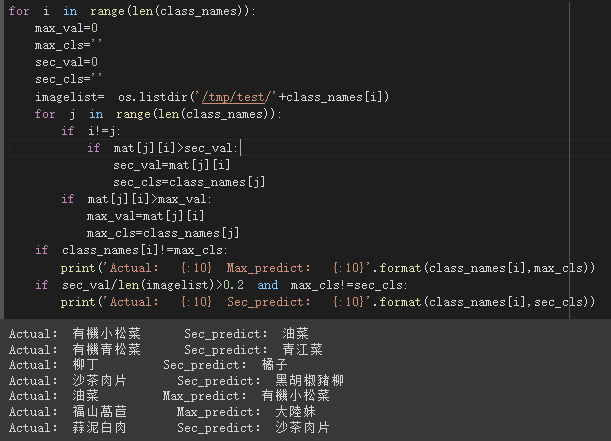 for i in range(len(class_names)):
    max_val=0
    max_cls=''
    sec_val=0
    sec_cls=''
    imagelist= os.listdir('/tmp/test/'+class_names[i])
    for j in range(len(class_names)):
        if i!=j:
            if mat[j][i]>sec_val:
                sec_val=mat[j][i]
                sec_cls=class_names[j]
        if mat[j][i]>max_val:
            max_val=mat[j][i]
            max_cls=class_names[j]
    if class_names[i]!=max_cls:
        print('Actual: {:10} Max_predict: {:10}'.format(class_names[i],max_cls))
    if sec_val/len(imagelist)>0.2 and max_cls!=sec_cls:
        print('Actual: {:10} Sec_predict: {:10}'.format(class_names[i],sec_cls))
Actual: 有機小松菜 Sec_predict: 油菜
Actual: 有機青松菜 Sec_predict: 青江菜
Actual: 柳丁 Sec_predict: 橘子
Actual: 沙茶肉片 Sec_predict: 黑胡椒豬柳
Actual: 油菜 Max_predict: 有機小松菜
Actual: 福山萵苣 Max_predict: 大陸妹
Actual: 蒜泥白肉 Sec_predict: 沙茶肉片